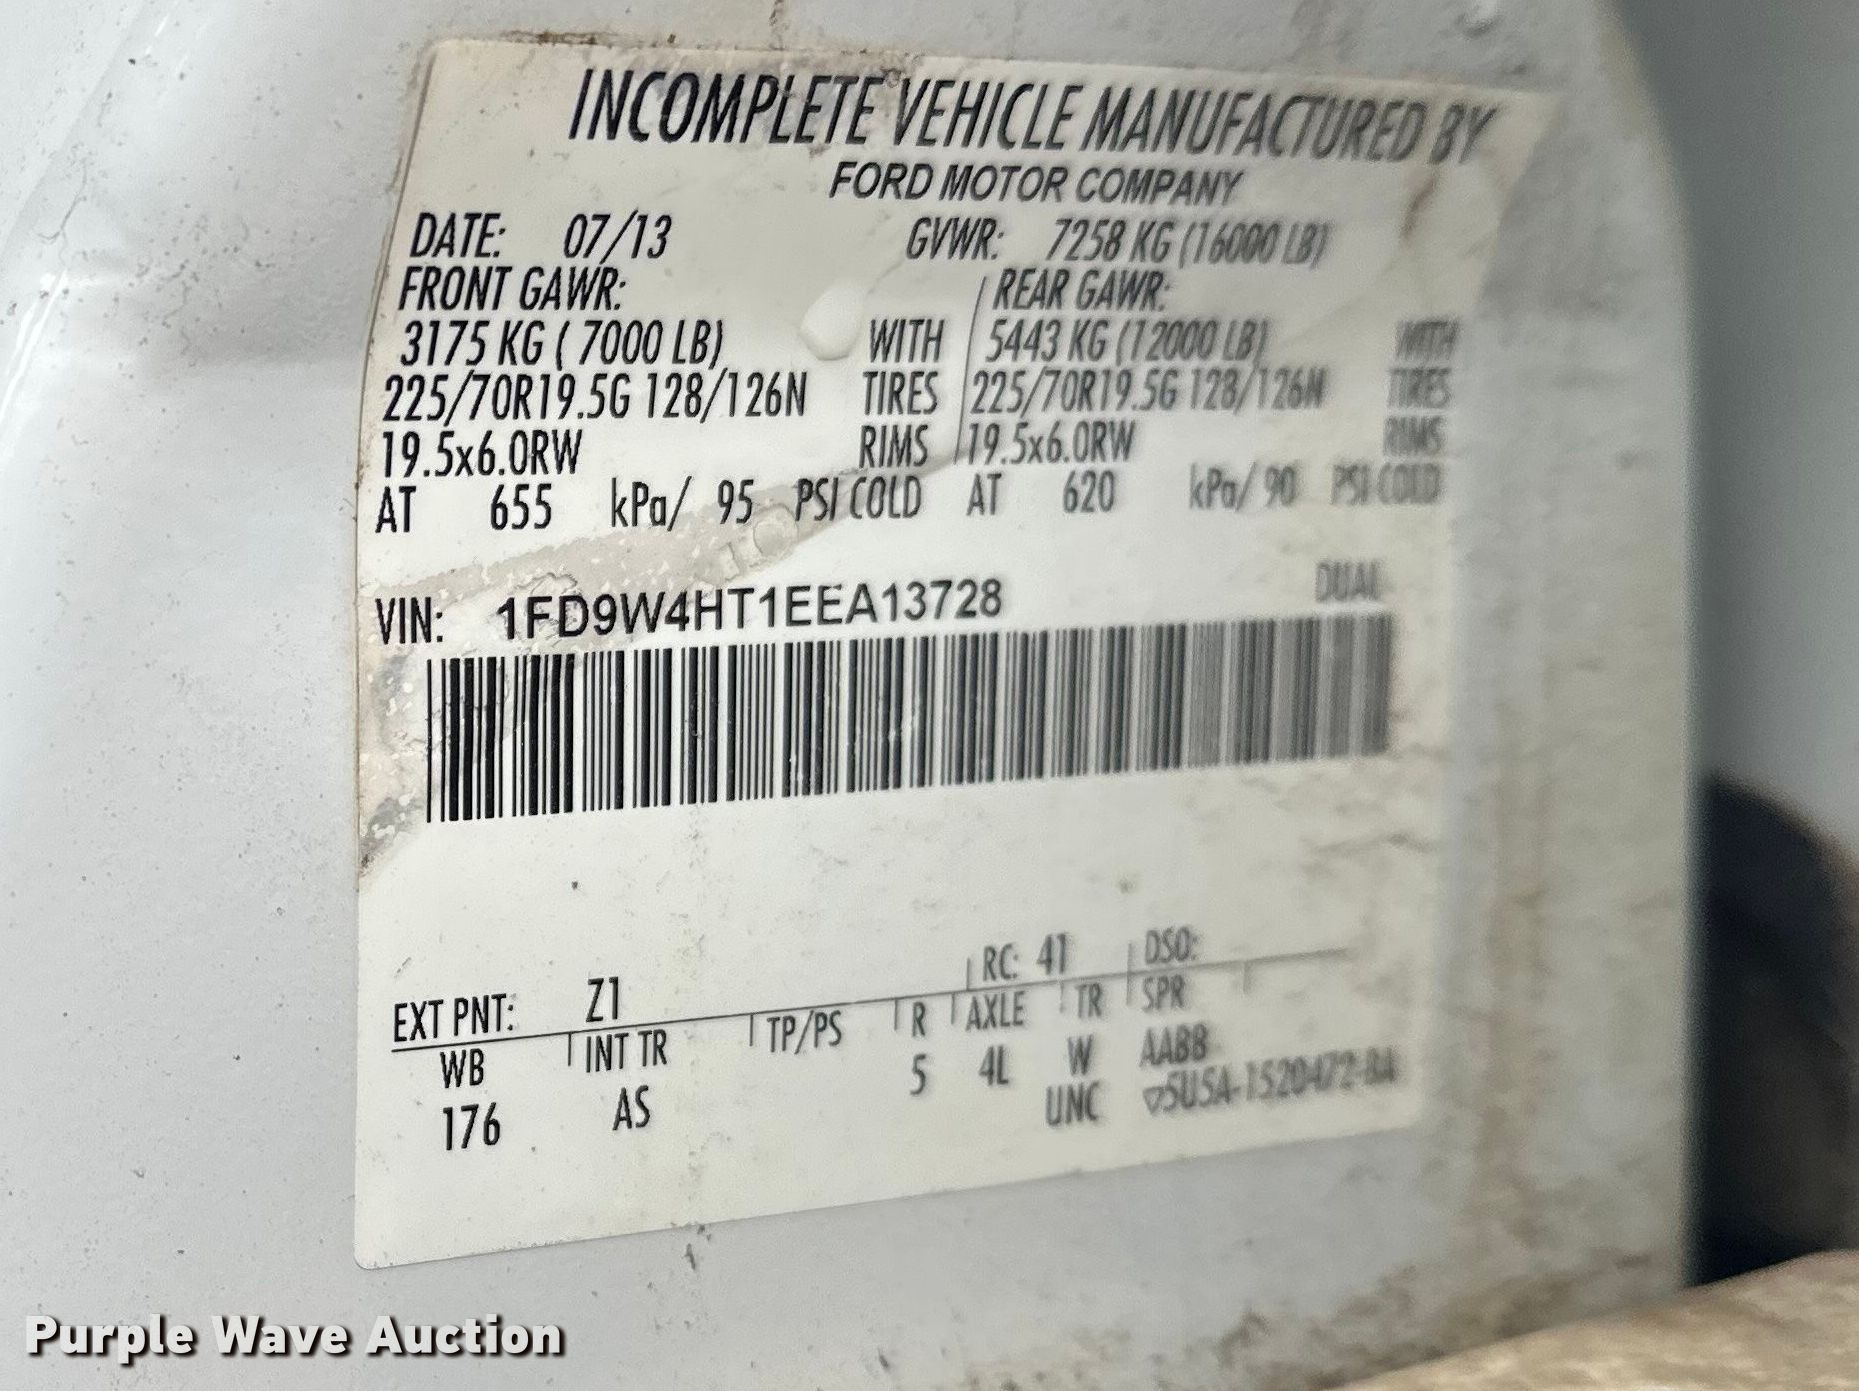 INCOMPLETE VEHICLE MANUFACTURED BY
FORD MOTOR COMPANY
DATE: 07/13 GVWR: 7258 KG (16000 LB)
FRONT GAWR: REAR GAWR:
3175 KG ( 7000 LB) WITH 5443 KG (12000 LB) WITH
225/70R19.5G 128/126N TIRES 225/70R19.5G 128/126N TIRES
19.5x6.0RW RIMS 19.5x6.0RW RIMS
AT 655 kPa/ 95 PSI COLD AT 620 kPa/ 90 PSI COLD
DUAL
VIN: 1FD9W4HT1EEA13728
EXT PNT: Z1 RC: 41 DSO:
WB INT TR TP/PS R AXLE TR SPR
176 AS 5 4L W AABB
UNC ▽5U5A-1520472-BA
Purple Wave Auction